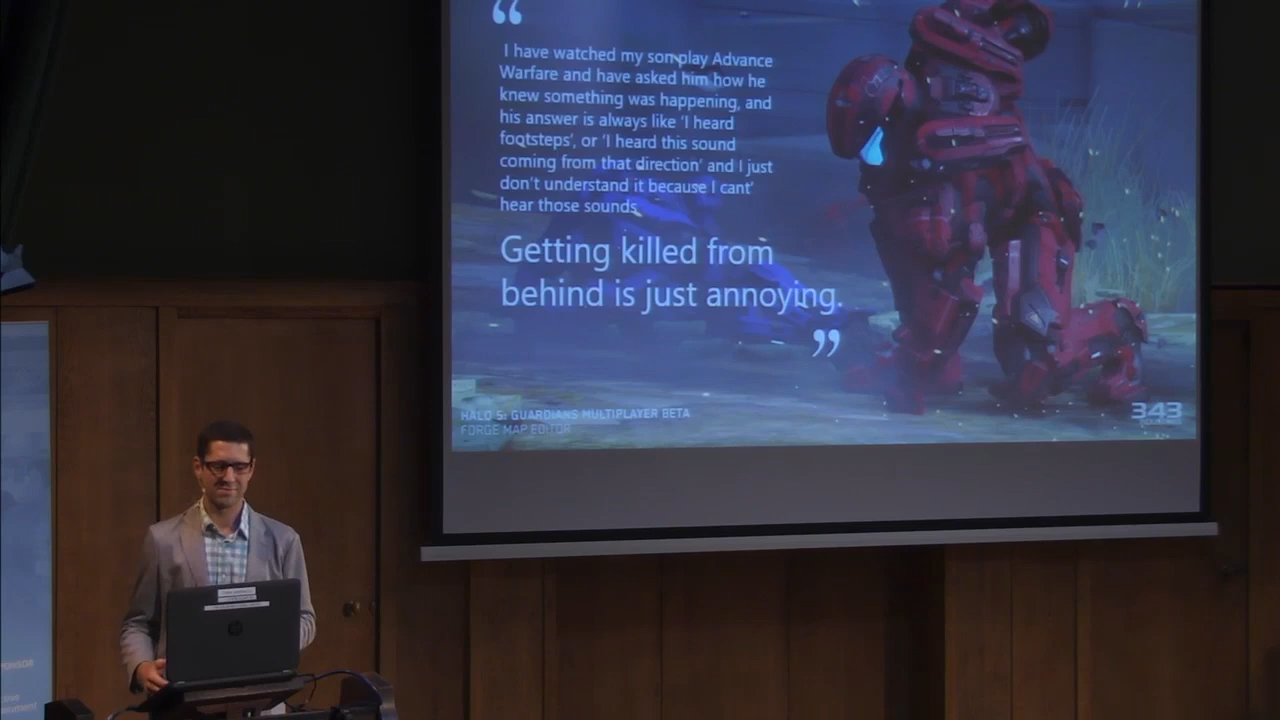 “
I have watched my son play Advance
Warfare and have asked him how he
knew something was happening, and
his answer is always like 'I heard
footsteps', or 'I heard this sound
coming from that direction' and I just
don't understand it because I cant'
hear those sounds
Getting killed from
behind is just annoying.
”
HALO 5: GUARDIANS MULTIPLAYER BETA
FORGE MAP EDITOR
343
INDUSTRIES
hp